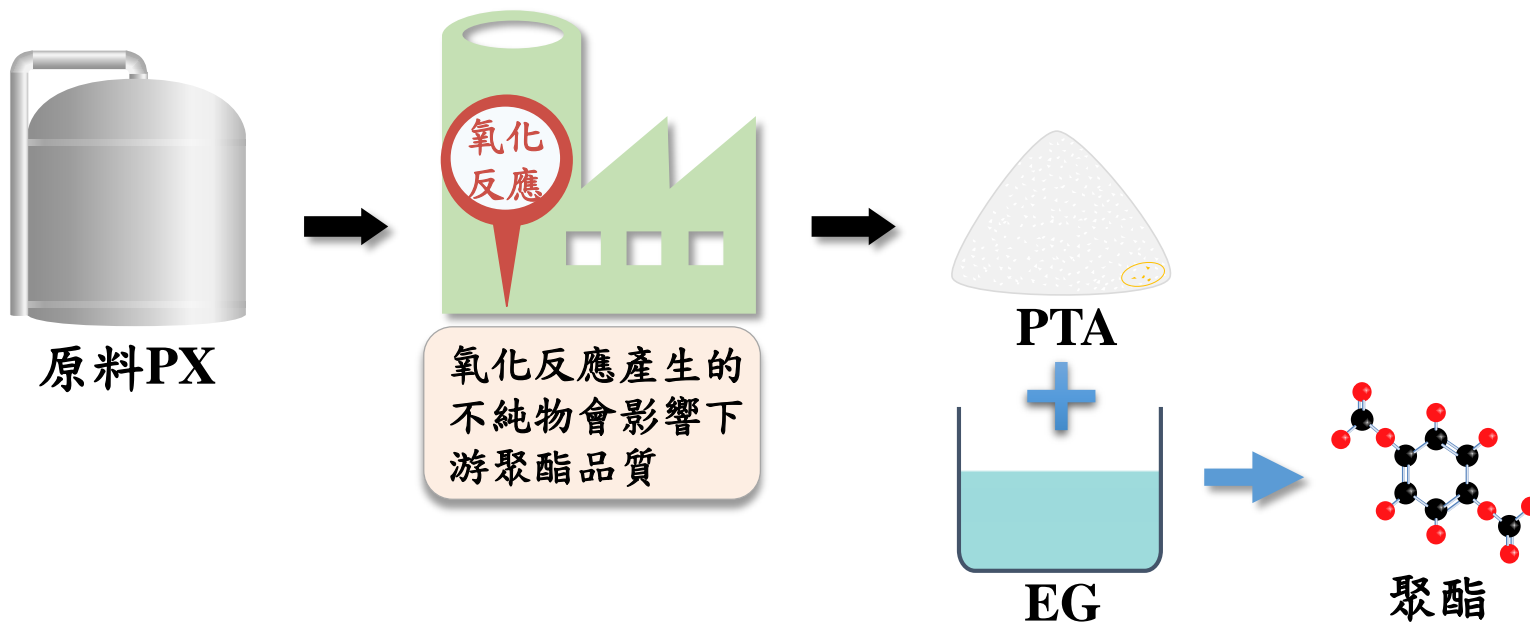 氧化
反應
原料PX
氧化反應產生的
不純物會影響下
游聚酯品質
PTA
EG
聚酯